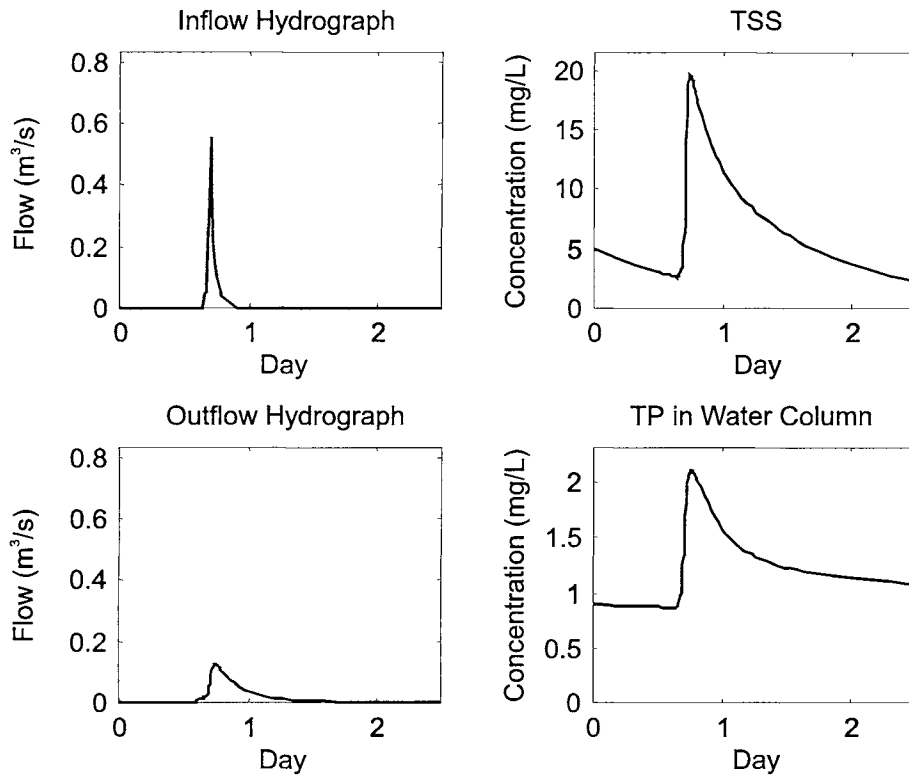 Inflow Hydrograph
0.8
0.6
0.4
0.2
0
Flow (m³/s)
0 1 2
Day
TSS
20
15
10
5
0
Concentration (mg/L)
0 1 2
Day
Outflow Hydrograph
0.8
0.6
0.4
0.2
0
Flow (m³/s)
0 1 2
Day
TP in Water Column
2
1.5
1
0.5
0
Concentration (mg/L)
0 1 2
Day